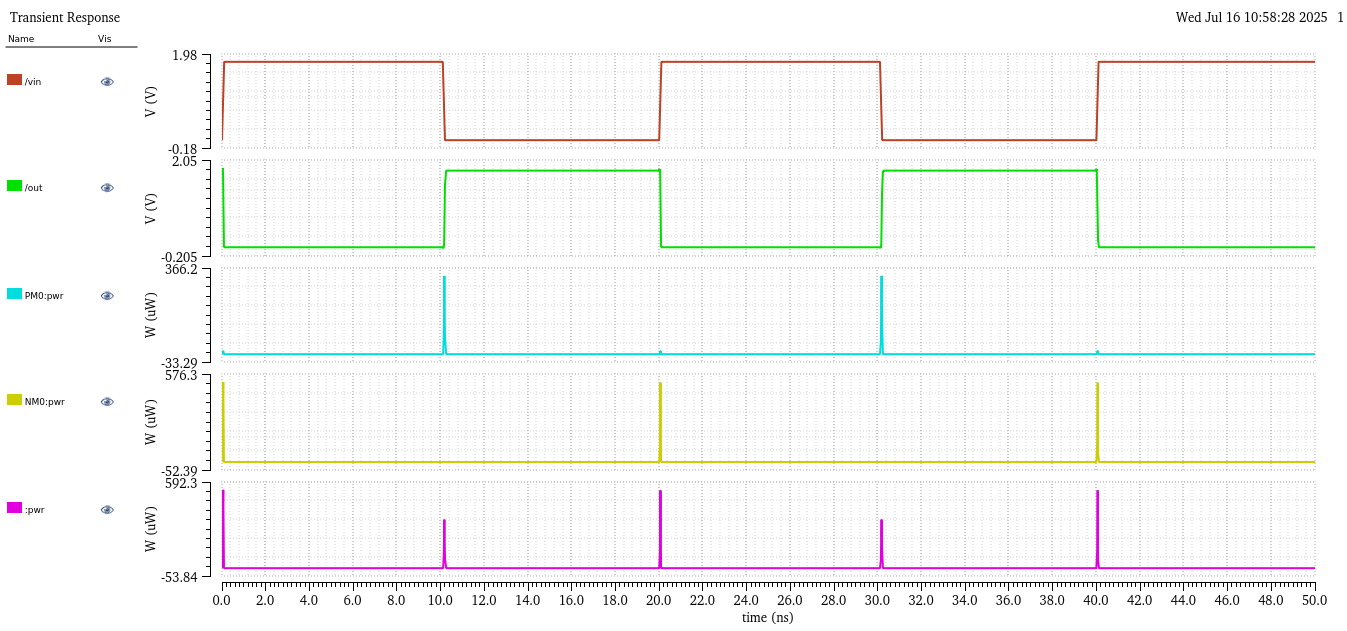 Transient Response
Wed Jul 16 10:58:28 2025 1
Name Vis
/vin
V (V)
1.98
-0.18
/out
V (V)
2.05
-0.205
PM0:pwr
W (uW)
366.2
-33.29
NM0:pwr
W (uW)
576.3
-52.39
:pwr
W (uW)
592.3
-53.84
0.0 2.0 4.0 6.0 8.0 10.0 12.0 14.0 16.0 18.0 20.0 22.0 24.0 26.0 28.0 30.0 32.0 34.0 36.0 38.0 40.0 42.0 44.0 46.0 48.0 50.0
time (ns)